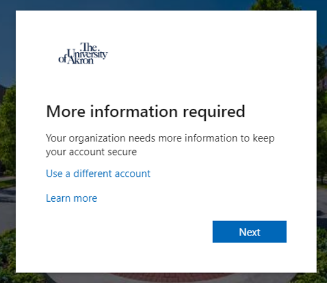 The
University
of Akron
More information required
Your organization needs more information to keep
your account secure
Use a different account
Learn more
Next